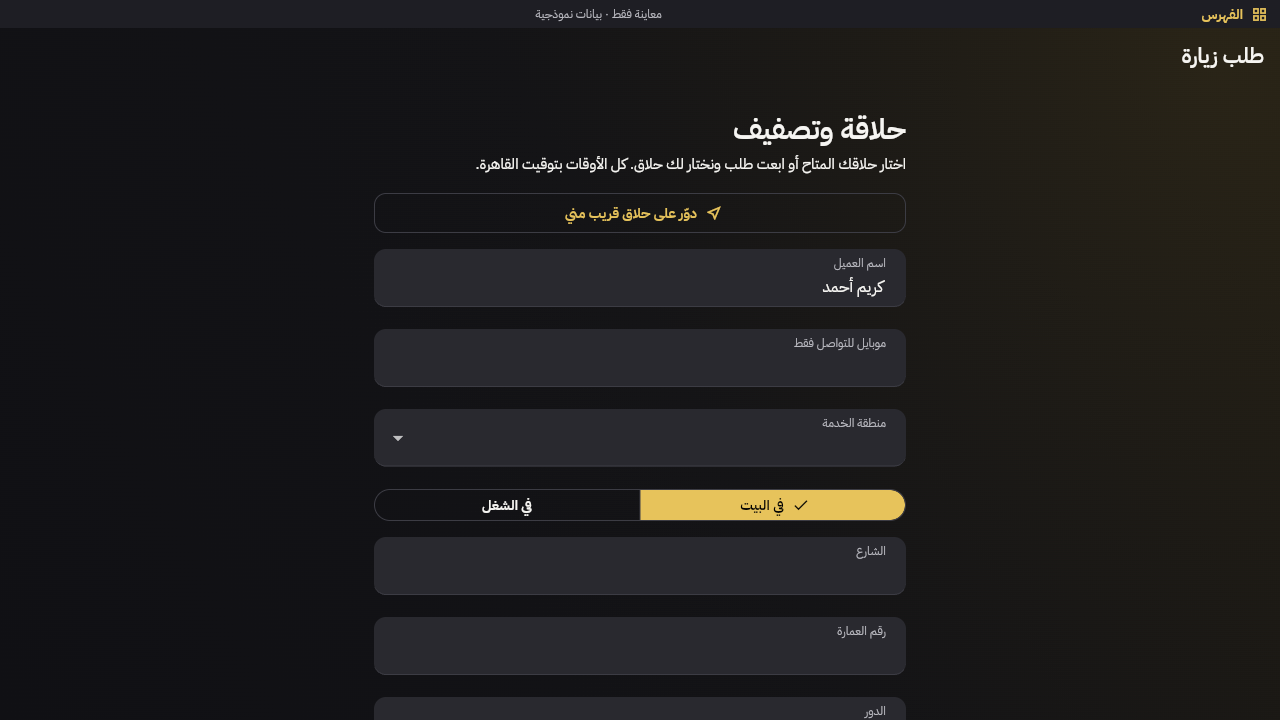 الفهرس
معاينة فقط · بيانات نموذجية
طلب زيارة
حلاقة وتصفيف
اختار حلاقك المتاح أو ابعت طلب ونختار لك حلاق. كل الأوقات بتوقيت القاهرة.
دوّر على حلاق قريب مني
اسم العميل
كريم أحمد
موبايل للتواصل فقط
منطقة الخدمة
في البيت
في الشغل
الشارع
رقم العمارة
الدور